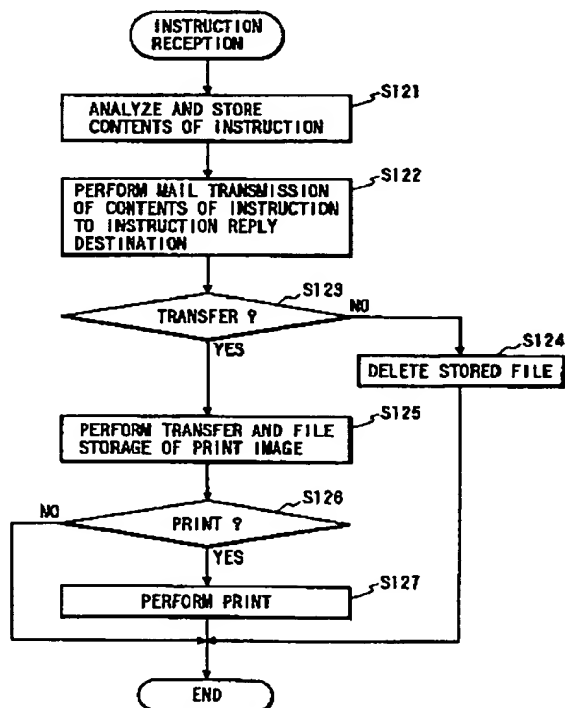 INSTRUCTION
RECEPTION
S121
ANALYZE AND STORE
CONTENTS OF INSTRUCTION
S122
PERFORM MAIL TRANSMISSION
OF CONTENTS OF INSTRUCTION
TO INSTRUCTION REPLY
DESTINATION
S123
TRANSFER ?
NO
YES
S124
DELETE STORED FILE
S125
PERFORM TRANSFER AND FILE
STORAGE OF PRINT IMAGE
S126
NO
PRINT ?
YES
S127
PERFORM PRINT
END